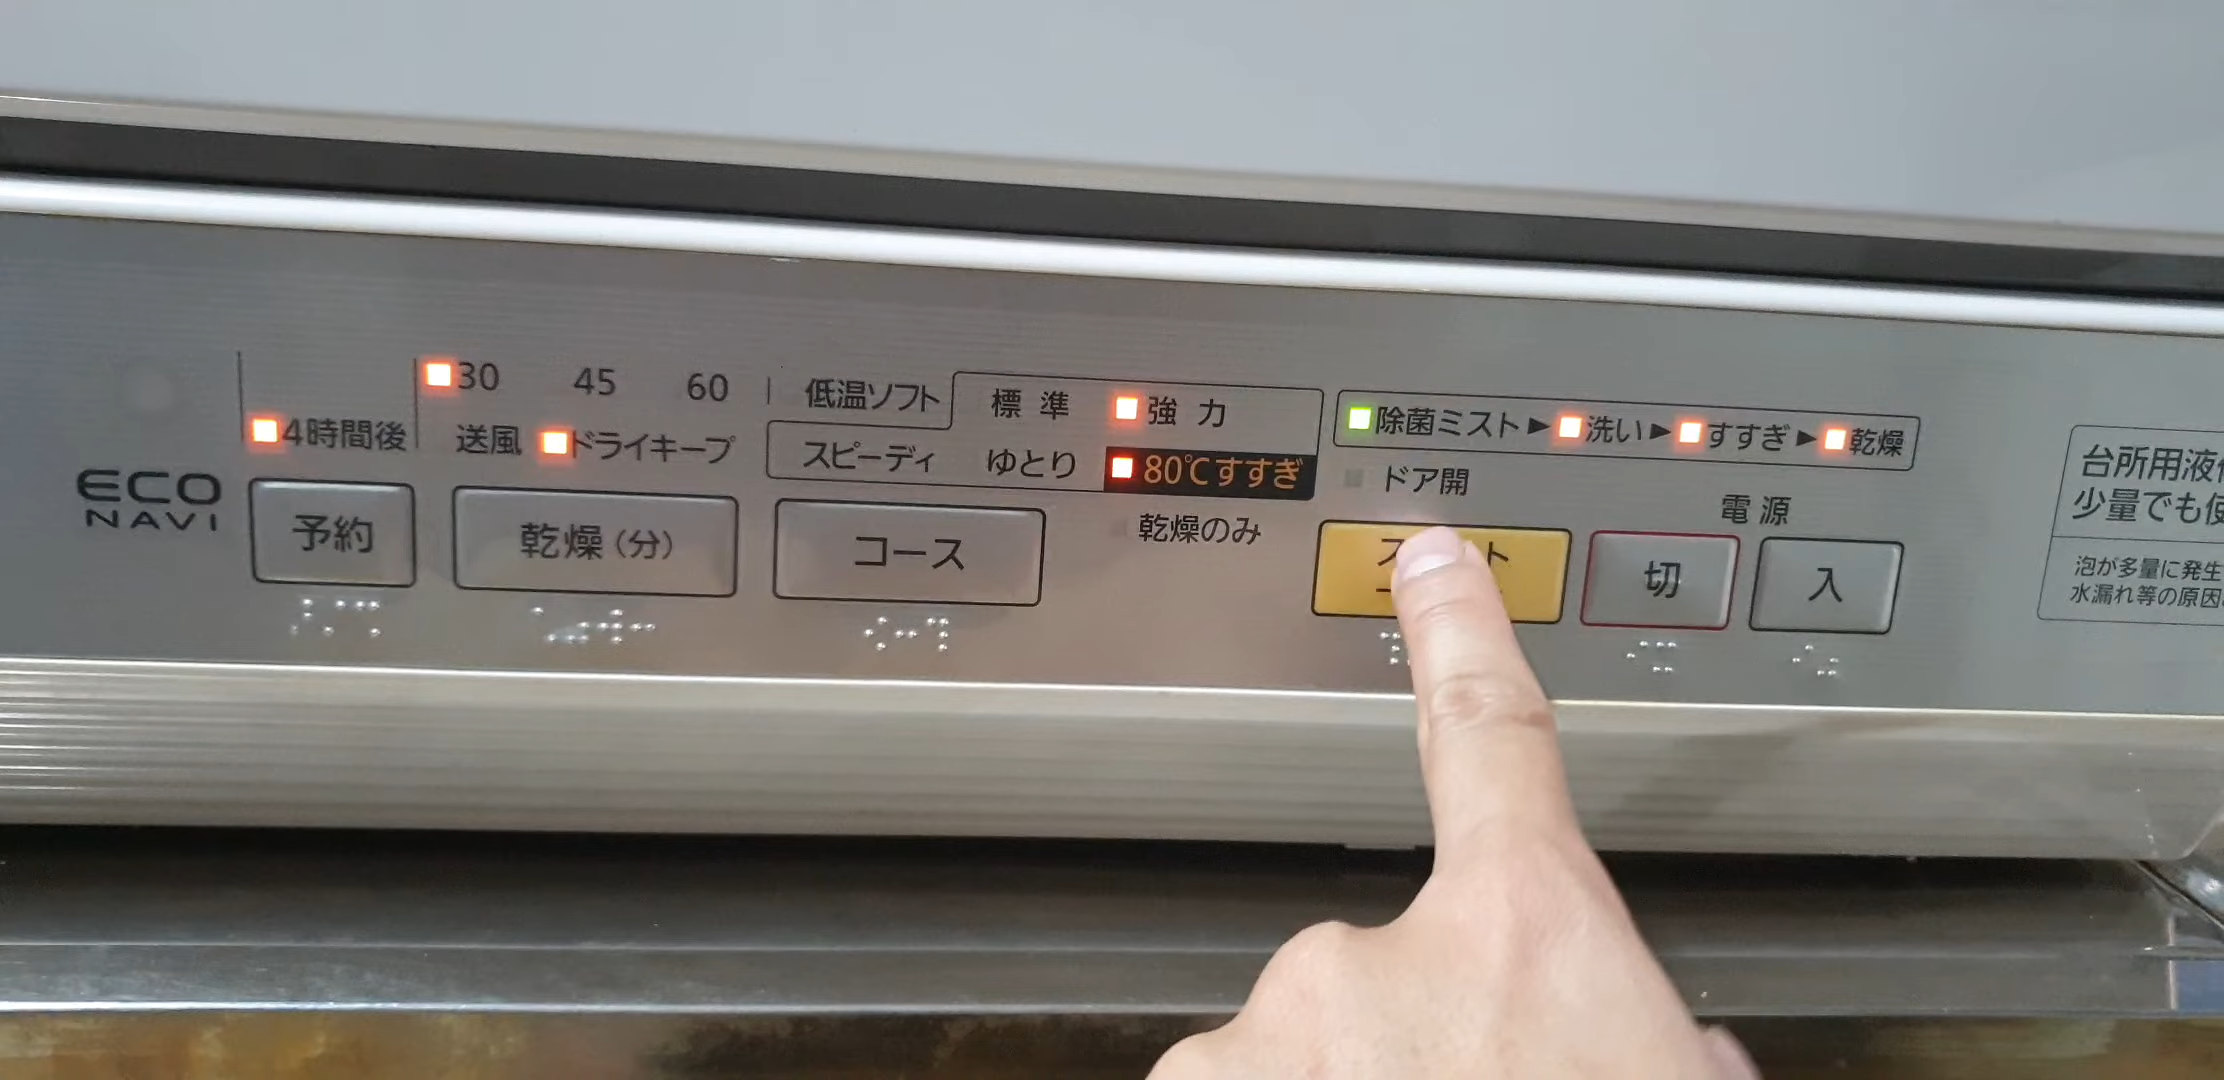 ECO
NAVI
4時間後
30 45 60
送風 ドライキープ
低温ソフト 標準 強力
スピーディ ゆとり 80℃すすぎ
乾燥のみ
除菌ミスト▶洗い▶すすぎ▶乾燥
ドア開
電源
予約
乾燥(分)
コース
切
入
台所用液
少量でも
泡が多量に発生
水漏れ等の原因